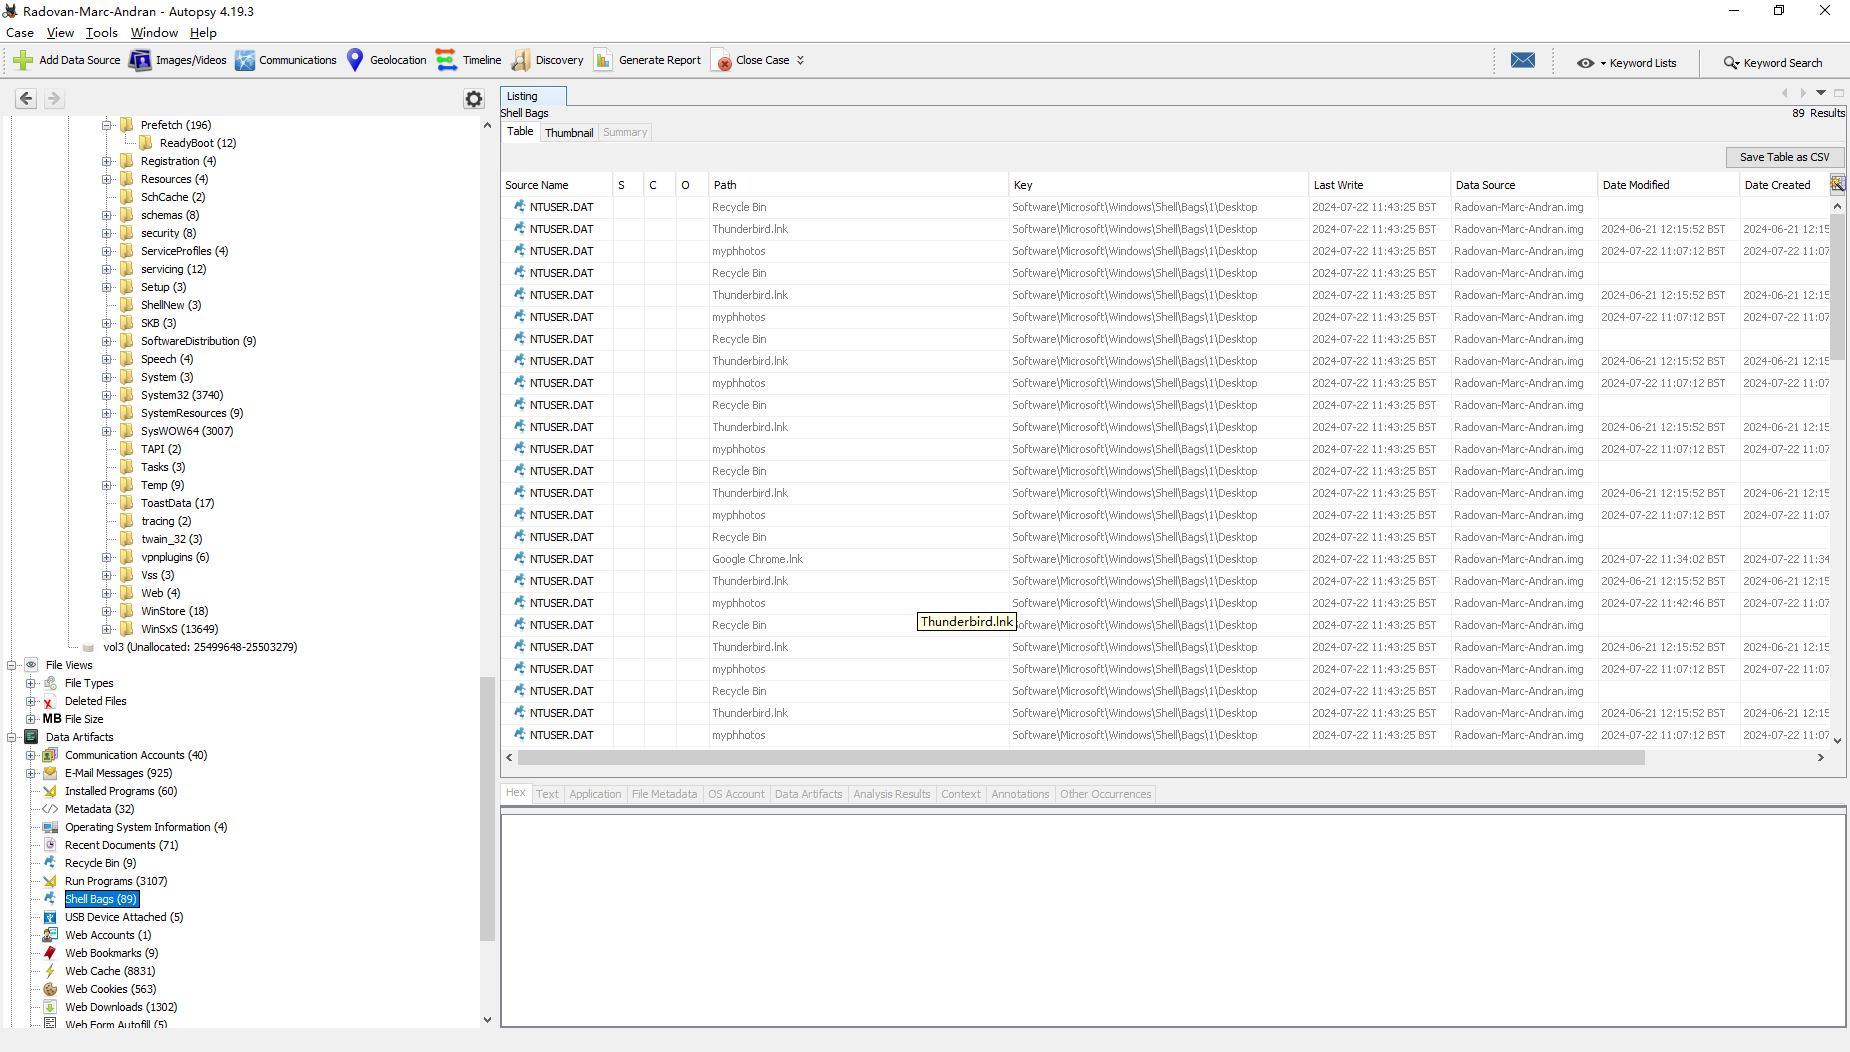 Radovan-Marc-Andran - Autopsy 4.19.3
Case View Tools Window Help
Add Data Source Images/Videos Communications Geolocation Timeline Discovery Generate Report Close Case Keyword Lists Keyword Search
Prefetch (196)
ReadyBoot (12)
Registration (4)
Resources (4)
SchCache (2)
schemas (8)
security (8)
ServiceProfiles (4)
servicing (12)
Setup (3)
ShellNew (3)
SKB (3)
SoftwareDistribution (9)
Speech (4)
System (3)
System32 (3740)
SystemResources (9)
SysWOW64 (3007)
TAPI (2)
Tasks (3)
Temp (9)
ToastData (17)
tracing (2)
twain_32 (3)
vpnplugins (6)
Vss (3)
Web (4)
WinStore (18)
WinSxS (13649)
vol3 (Unallocated: 25499648-25503279)
File Views
File Types
Deleted Files
MB File Size
Data Artifacts
Communication Accounts (40)
E-Mail Messages (925)
Installed Programs (60)
Metadata (32)
Operating System Information (4)
Recent Documents (71)
Recycle Bin (9)
Run Programs (3107)
Shell Bags (89)
USB Device Attached (5)
Web Accounts (1)
Web Bookmarks (9)
Web Cache (8831)
Web Cookies (563)
Web Downloads (1302)
Web Form Autofill (5)
Listing
Shell Bags 89 Results
Table Thumbnail Summary
Save Table as CSV
Source Name S C O Path Key Last Write Data Source Date Modified Date Created
NTUSER.DAT Recycle Bin Software\Microsoft\Windows\Shell\Bags\1\Desktop 2024-07-22 11:43:25 BST Radovan-Marc-Andran.img
NTUSER.DAT Thunderbird.lnk Software\Microsoft\Windows\Shell\Bags\1\Desktop 2024-07-22 11:43:25 BST Radovan-Marc-Andran.img 2024-06-21 12:15:52 BST 2024-06-21 12:15
NTUSER.DAT myphhotos Software\Microsoft\Windows\Shell\Bags\1\Desktop 2024-07-22 11:43:25 BST Radovan-Marc-Andran.img 2024-07-22 11:07:12 BST 2024-07-22 11:07
NTUSER.DAT Recycle Bin Software\Microsoft\Windows\Shell\Bags\1\Desktop 2024-07-22 11:43:25 BST Radovan-Marc-Andran.img
NTUSER.DAT Thunderbird.lnk Software\Microsoft\Windows\Shell\Bags\1\Desktop 2024-07-22 11:43:25 BST Radovan-Marc-Andran.img 2024-06-21 12:15:52 BST 2024-06-21 12:15
NTUSER.DAT myphhotos Software\Microsoft\Windows\Shell\Bags\1\Desktop 2024-07-22 11:43:25 BST Radovan-Marc-Andran.img 2024-07-22 11:07:12 BST 2024-07-22 11:07
NTUSER.DAT Recycle Bin Software\Microsoft\Windows\Shell\Bags\1\Desktop 2024-07-22 11:43:25 BST Radovan-Marc-Andran.img
NTUSER.DAT Thunderbird.lnk Software\Microsoft\Windows\Shell\Bags\1\Desktop 2024-07-22 11:43:25 BST Radovan-Marc-Andran.img 2024-06-21 12:15:52 BST 2024-06-21 12:15
NTUSER.DAT myphhotos Software\Microsoft\Windows\Shell\Bags\1\Desktop 2024-07-22 11:43:25 BST Radovan-Marc-Andran.img 2024-07-22 11:07:12 BST 2024-07-22 11:07
NTUSER.DAT Recycle Bin Software\Microsoft\Windows\Shell\Bags\1\Desktop 2024-07-22 11:43:25 BST Radovan-Marc-Andran.img
NTUSER.DAT Thunderbird.lnk Software\Microsoft\Windows\Shell\Bags\1\Desktop 2024-07-22 11:43:25 BST Radovan-Marc-Andran.img 2024-06-21 12:15:52 BST 2024-06-21 12:15
NTUSER.DAT myphhotos Software\Microsoft\Windows\Shell\Bags\1\Desktop 2024-07-22 11:43:25 BST Radovan-Marc-Andran.img 2024-07-22 11:07:12 BST 2024-07-22 11:07
NTUSER.DAT Recycle Bin Software\Microsoft\Windows\Shell\Bags\1\Desktop 2024-07-22 11:43:25 BST Radovan-Marc-Andran.img
NTUSER.DAT Thunderbird.lnk Software\Microsoft\Windows\Shell\Bags\1\Desktop 2024-07-22 11:43:25 BST Radovan-Marc-Andran.img 2024-06-21 12:15:52 BST 2024-06-21 12:15
NTUSER.DAT myphhotos Software\Microsoft\Windows\Shell\Bags\1\Desktop 2024-07-22 11:43:25 BST Radovan-Marc-Andran.img 2024-07-22 11:07:12 BST 2024-07-22 11:07
NTUSER.DAT Recycle Bin Software\Microsoft\Windows\Shell\Bags\1\Desktop 2024-07-22 11:43:25 BST Radovan-Marc-Andran.img
NTUSER.DAT Google Chrome.lnk Software\Microsoft\Windows\Shell\Bags\1\Desktop 2024-07-22 11:43:25 BST Radovan-Marc-Andran.img 2024-07-22 11:34:02 BST 2024-07-22 11:34
NTUSER.DAT Thunderbird.lnk Software\Microsoft\Windows\Shell\Bags\1\Desktop 2024-07-22 11:43:25 BST Radovan-Marc-Andran.img 2024-06-21 12:15:52 BST 2024-06-21 12:15
NTUSER.DAT myphhotos Software\Microsoft\Windows\Shell\Bags\1\Desktop 2024-07-22 11:43:25 BST Radovan-Marc-Andran.img 2024-07-22 11:42:46 BST 2024-07-22 11:07
Thunderbird.lnk
NTUSER.DAT Recycle Bin Software\Microsoft\Windows\Shell\Bags\1\Desktop 2024-07-22 11:43:25 BST Radovan-Marc-Andran.img
NTUSER.DAT Thunderbird.lnk Software\Microsoft\Windows\Shell\Bags\1\Desktop 2024-07-22 11:43:25 BST Radovan-Marc-Andran.img 2024-06-21 12:15:52 BST 2024-06-21 12:15
NTUSER.DAT myphhotos Software\Microsoft\Windows\Shell\Bags\1\Desktop 2024-07-22 11:43:25 BST Radovan-Marc-Andran.img 2024-07-22 11:07:12 BST 2024-07-22 11:07
NTUSER.DAT Recycle Bin Software\Microsoft\Windows\Shell\Bags\1\Desktop 2024-07-22 11:43:25 BST Radovan-Marc-Andran.img
NTUSER.DAT Thunderbird.lnk Software\Microsoft\Windows\Shell\Bags\1\Desktop 2024-07-22 11:43:25 BST Radovan-Marc-Andran.img 2024-06-21 12:15:52 BST 2024-06-21 12:15
NTUSER.DAT myphhotos Software\Microsoft\Windows\Shell\Bags\1\Desktop 2024-07-22 11:43:25 BST Radovan-Marc-Andran.img 2024-07-22 11:07:12 BST 2024-07-22 11:07
Hex Text Application File Metadata OS Account Data Artifacts Analysis Results Context Annotations Other Occurrences